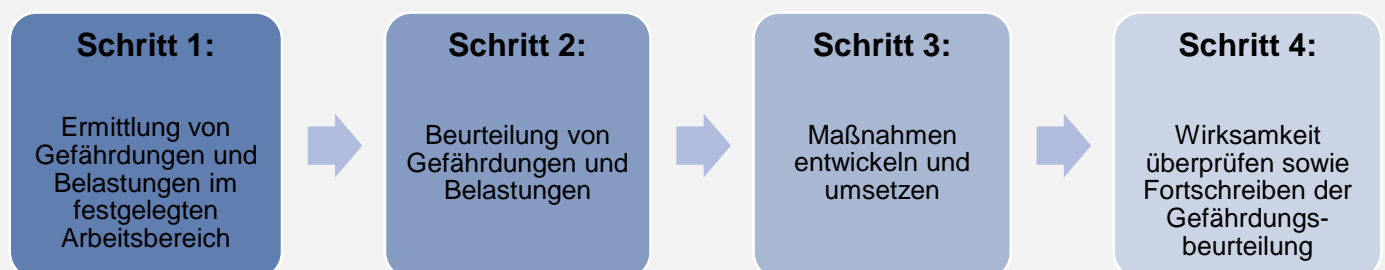 Schritt 1:
Ermittlung von
Gefährdungen und
Belastungen im
festgelegten
Arbeitsbereich
Schritt 2:
Beurteilung von
Gefährdungen und
Belastungen
Schritt 3:
Maßnahmen
entwickeln und
umsetzen
Schritt 4:
Wirksamkeit
überprüfen sowie
Fortschreiben der
Gefährdungs-
beurteilung